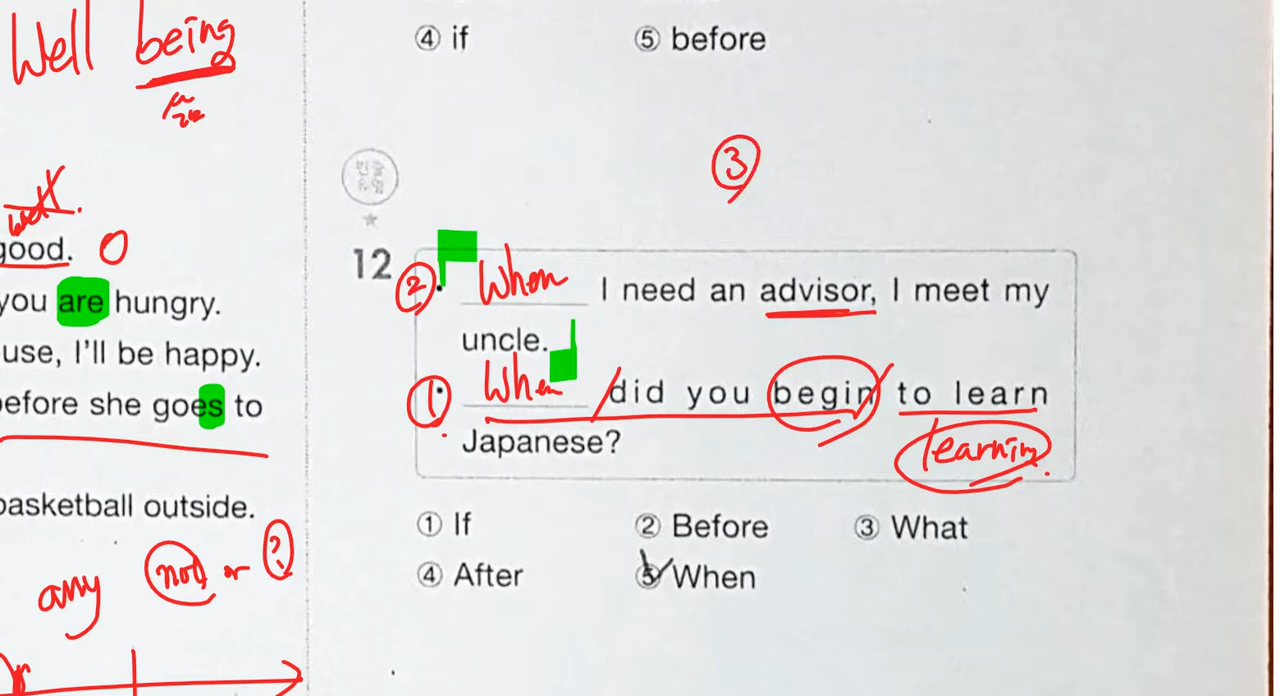 Well being
④ if ⑤ before
③
good. O
you are hungry.
use, I'll be happy.
efore she goes to
basketball outside.
any not or ?
12
② • When I need an advisor, I meet my
uncle.
① • When did you begin to learn
Japanese?
learning
① If ② Before ③ What
④ After ⑤ When